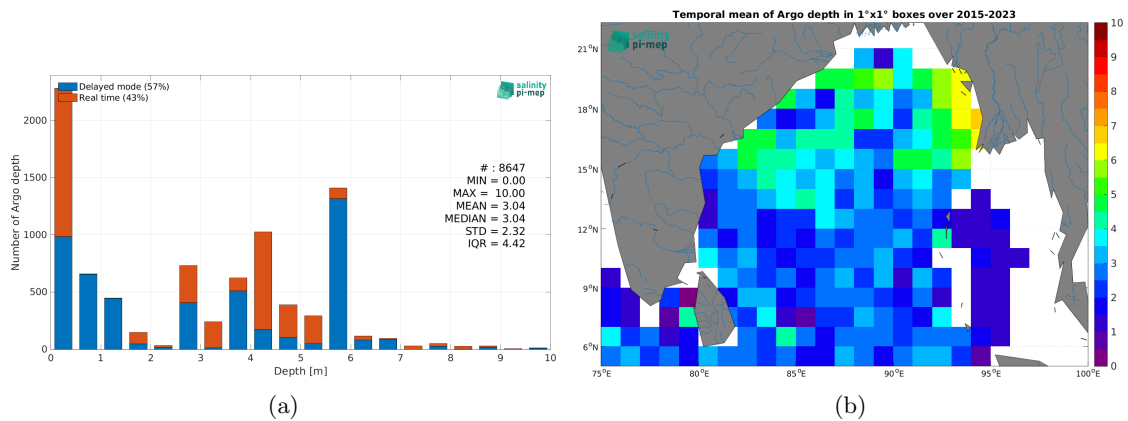 Delayed mode (57%)
Real time (43%)
salinity
pi-mep
# : 8647
MIN = 0.00
MAX = 10.00
MEAN = 3.04
MEDIAN = 3.04
STD = 2.32
IQR = 4.42
Number of Argo depth
2000
1500
1000
500
0
0 1 2 3 4 5 6 7 8 9 10
Depth [m]
(a)
Temporal mean of Argo depth in 1°x1° boxes over 2015-2023
salinity
pi-mep
21°N
18°N
15°N
12°N
9°N
6°N
75°E 80°E 85°E 90°E 95°E 100°E
10
9
8
7
6
5
4
3
2
1
0
(b)